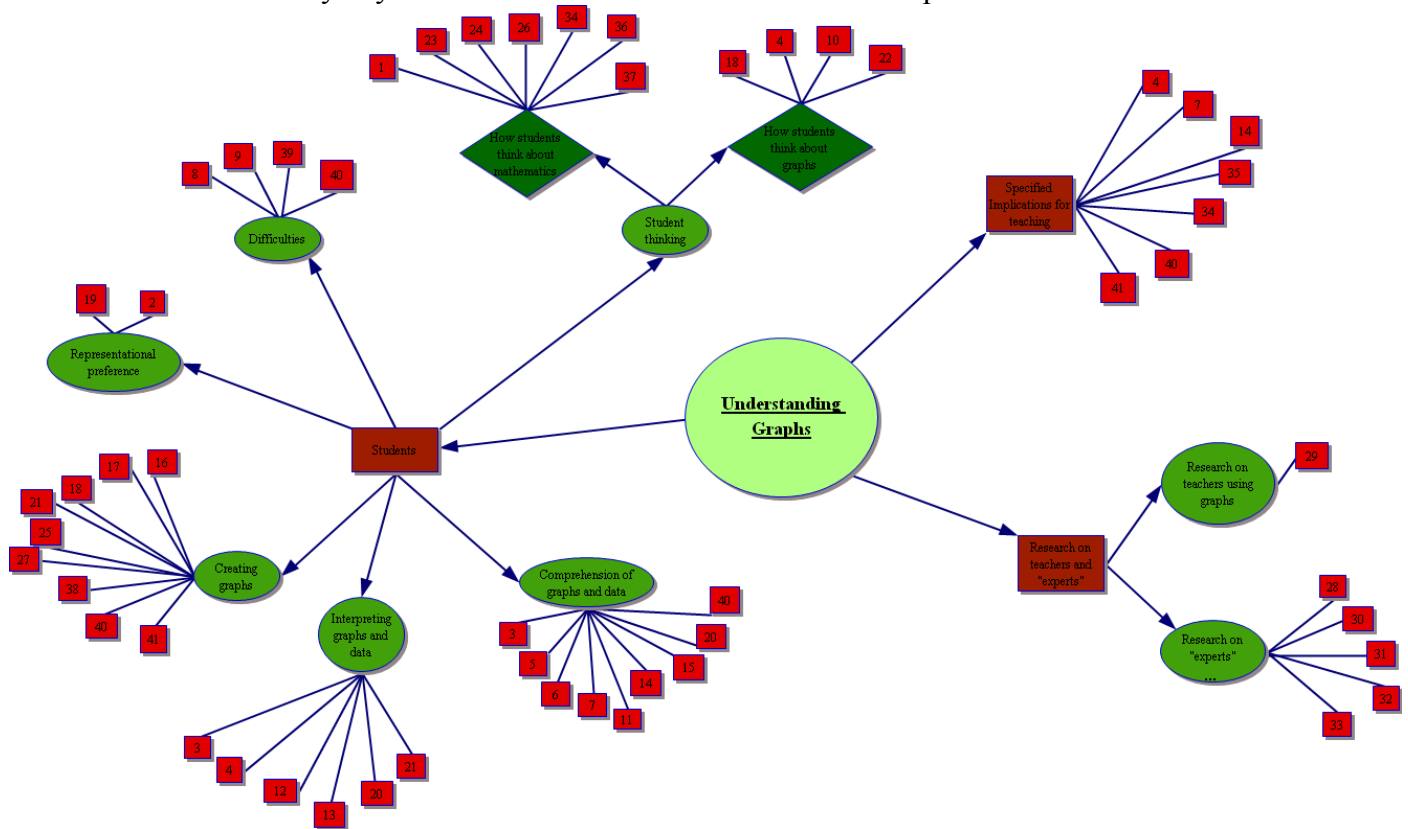 1
23
24
26
34
36
37
How students
think about
mathematics
18
4
10
22
How students
think about
graphs
Student
thinking
8
9
39
40
Difficulties
19
2
Representational
preference
Students
Understanding
Graphs
4
7
14
35
34
40
41
Specified
Implications for
teaching
16
17
18
21
25
27
38
40
41
Creating
graphs
Interpreting
graphs and
data
3
4
12
13
20
21
Comprehension of
graphs and data
3
5
6
7
11
14
15
20
40
Research on
teachers and
"experts"
Research on
teachers using
graphs
29
Research on
"experts"
...
28
30
31
32
33